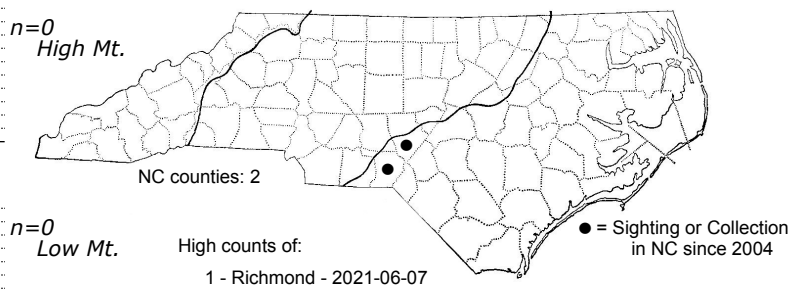 n=0
High Mt.
NC counties: 2
n=0
Low Mt.
High counts of:
1 - Richmond - 2021-06-07
● = Sighting or Collection
in NC since 2004